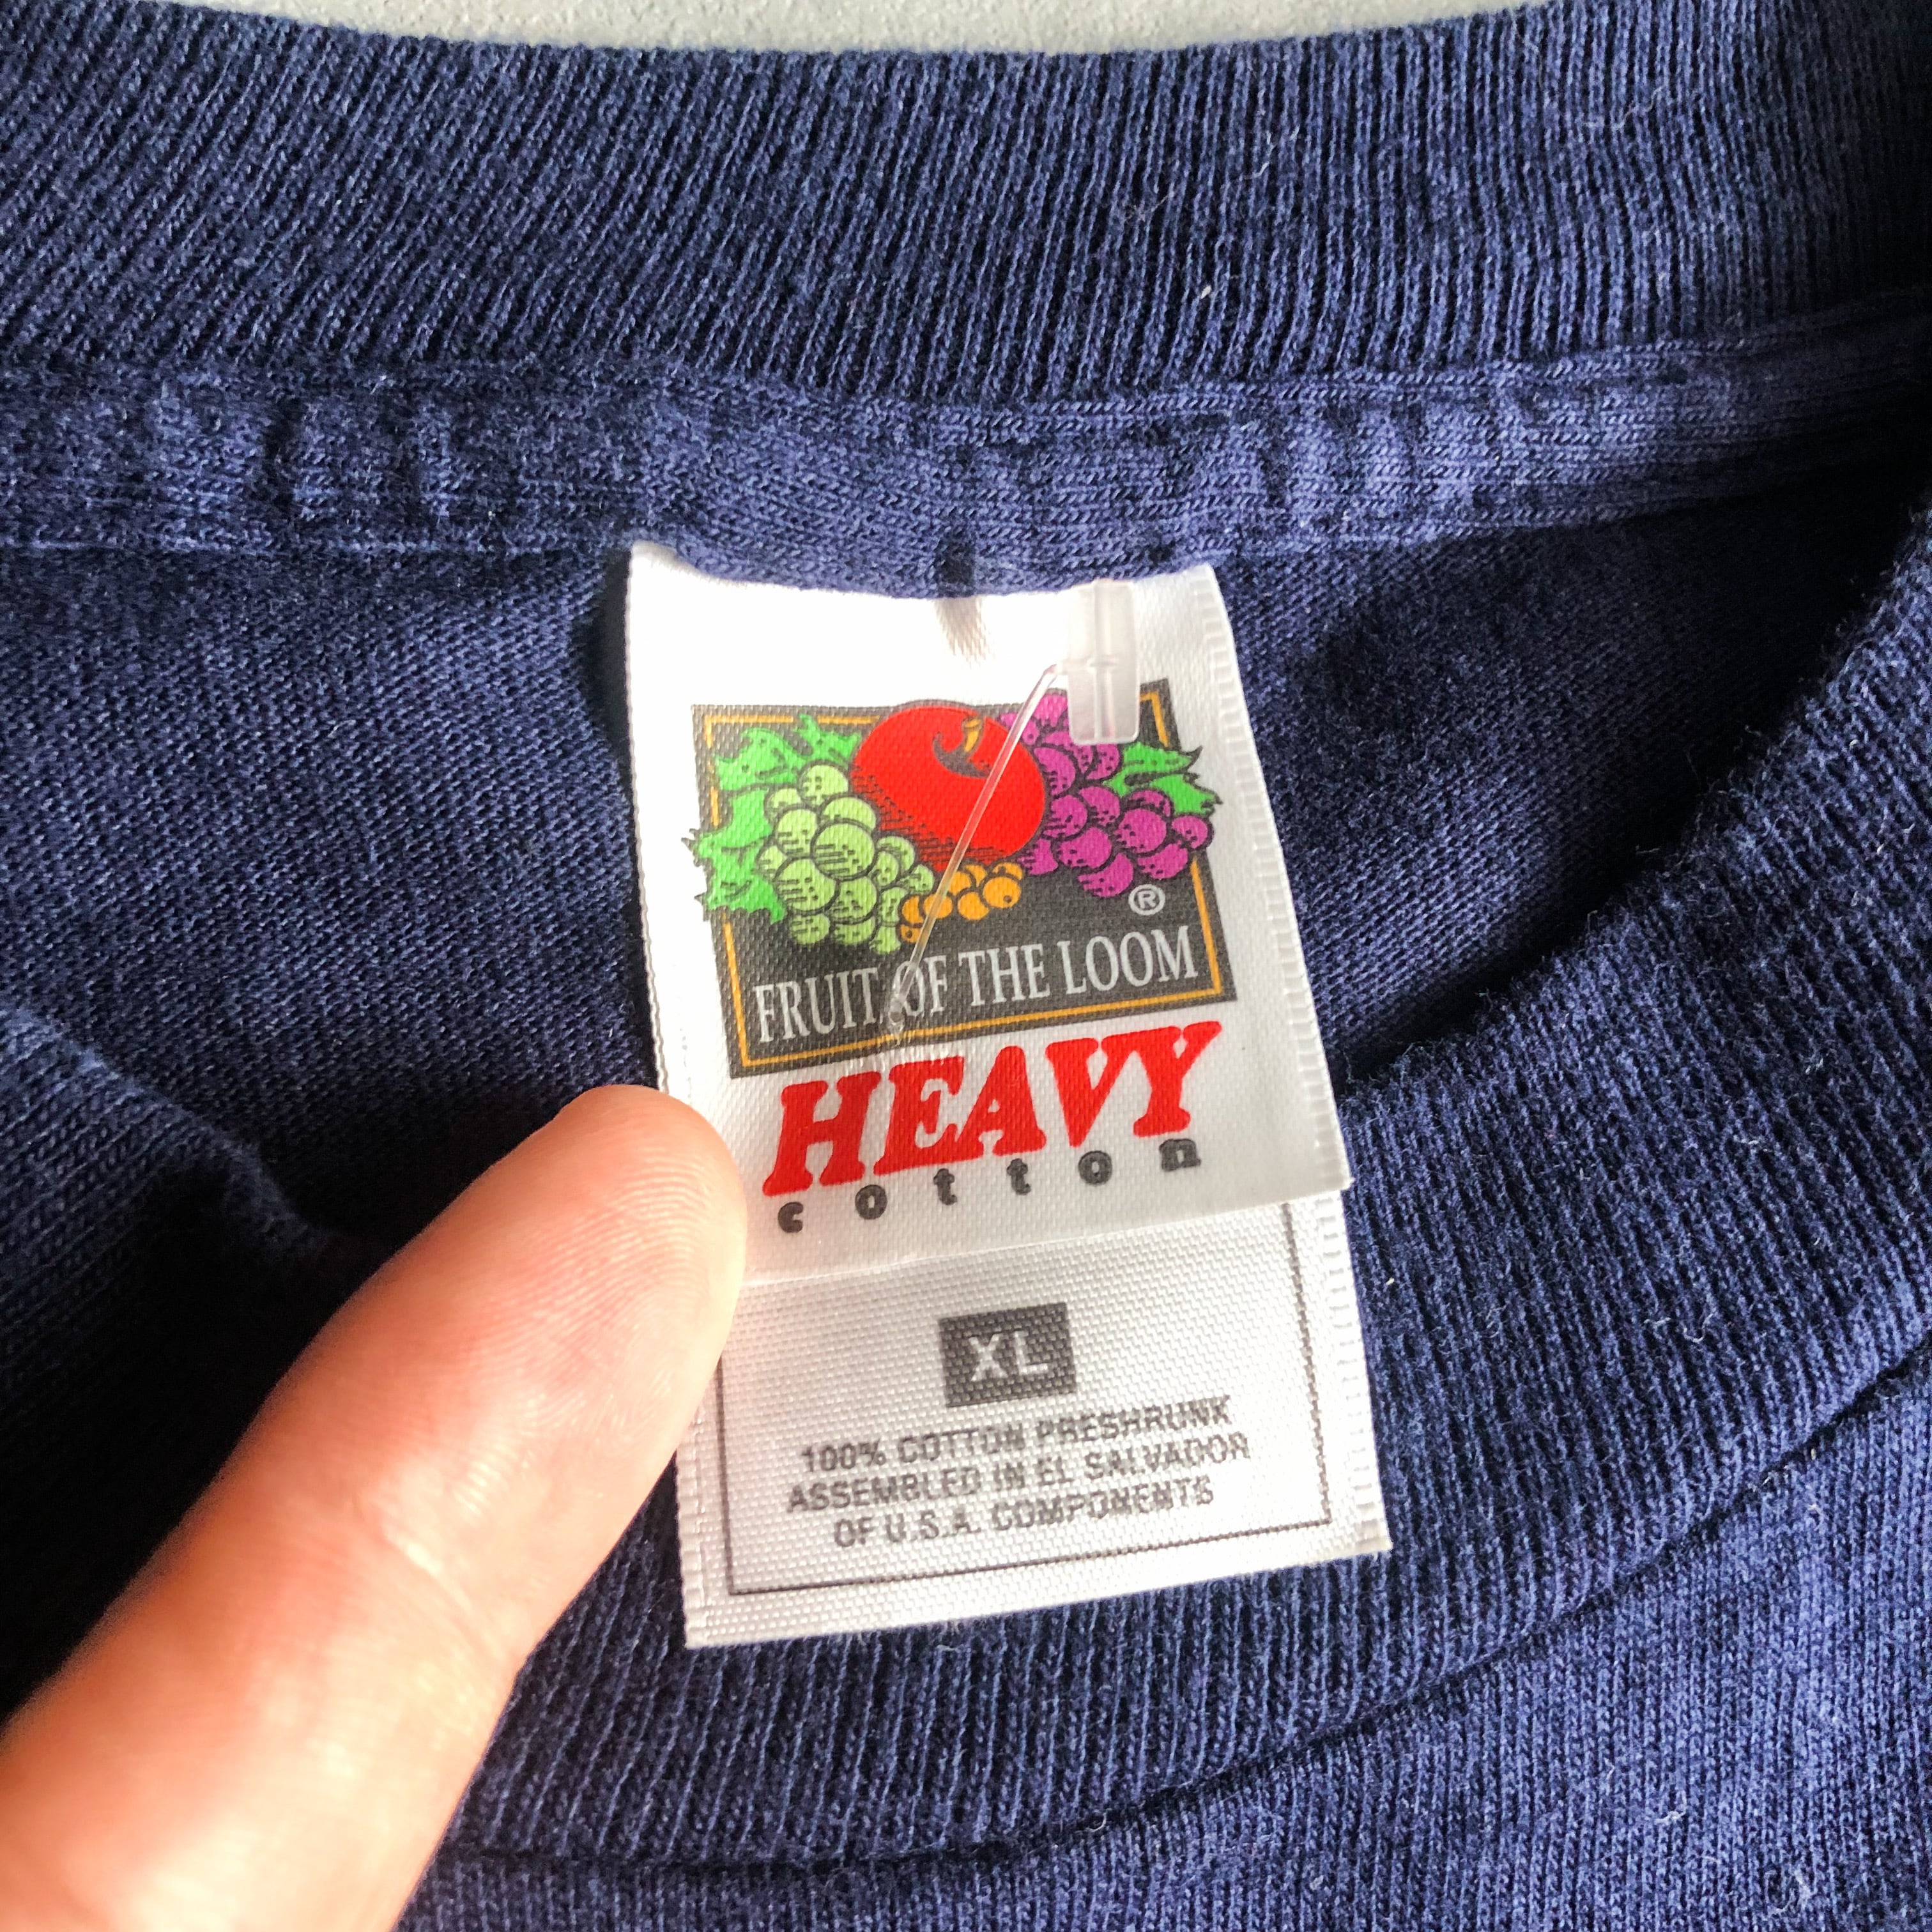 ®
FRUIT OF THE LOOM
HEAVY
cotton
XL
100% COTTON PRESHRUNK
ASSEMBLED IN EL SALVADOR
OF U.S.A. COMPONENTS